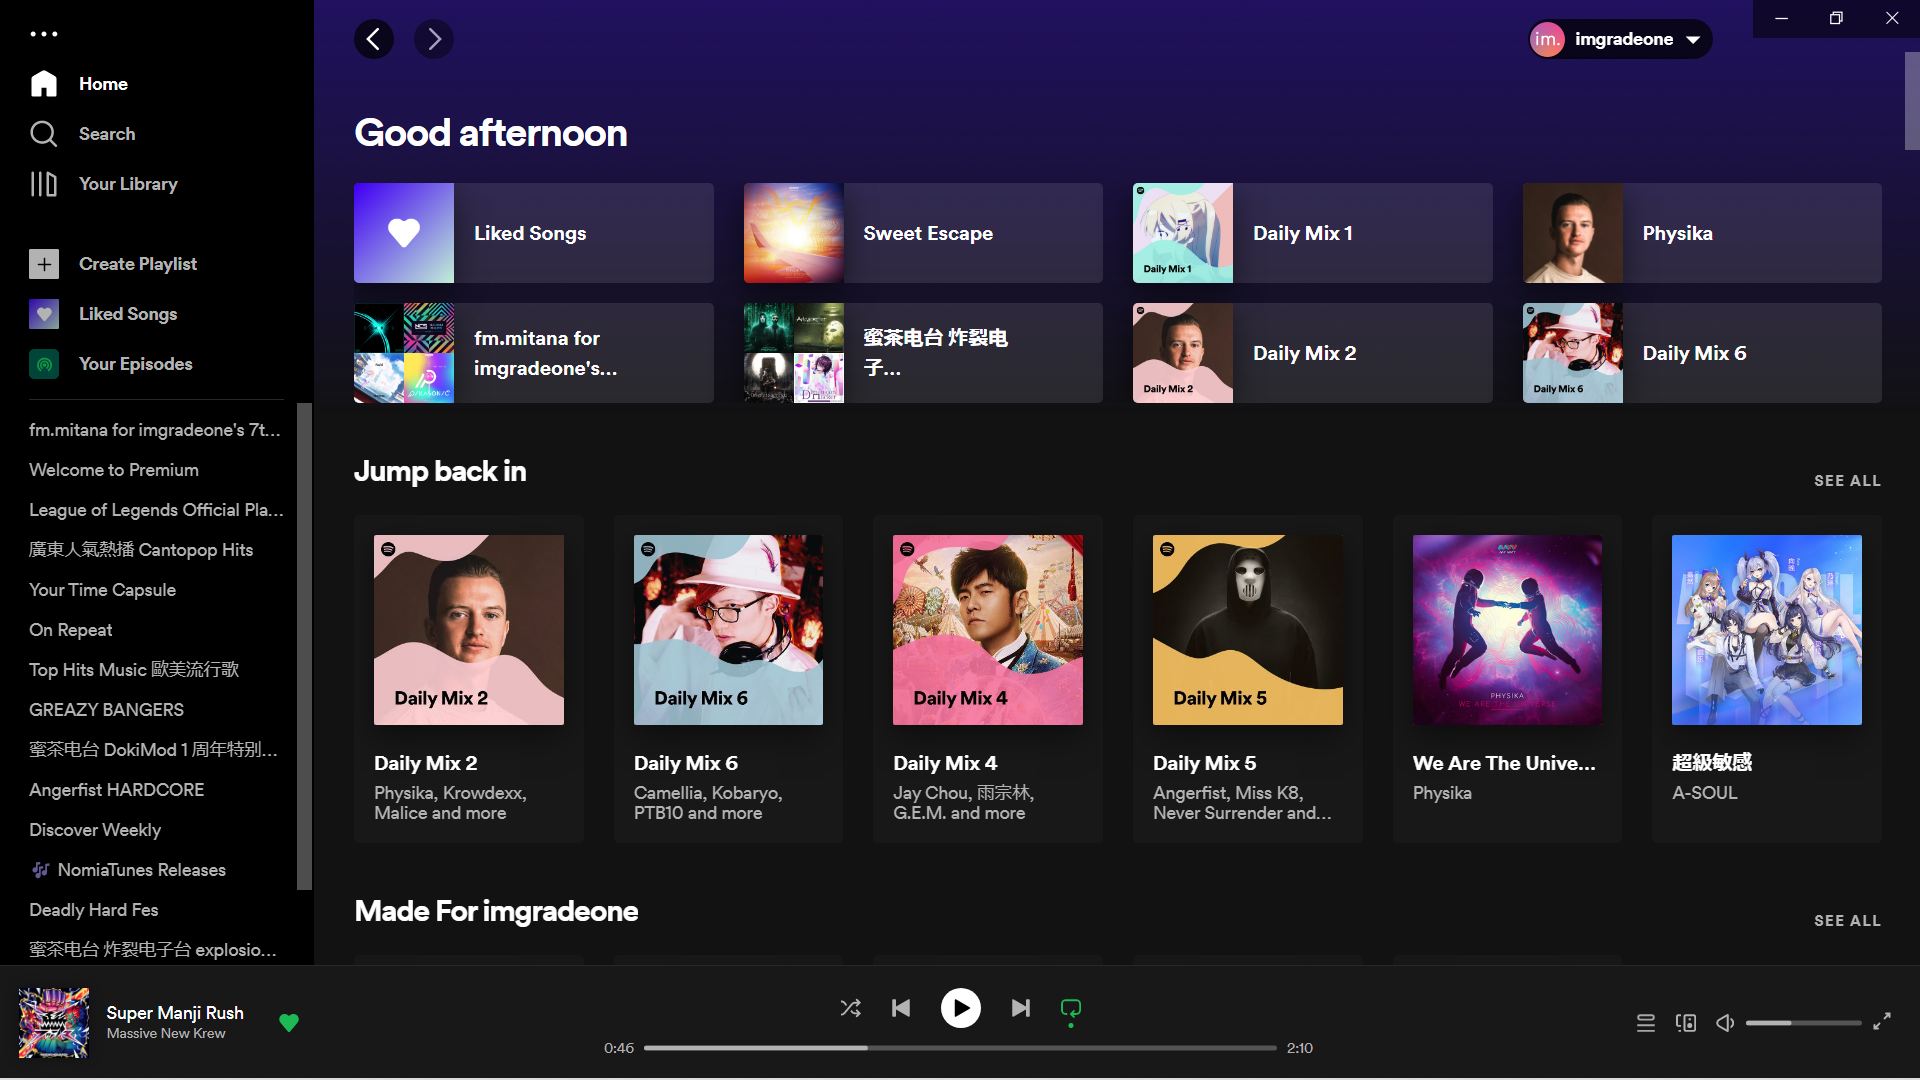 Home
Search
Your Library
Create Playlist
Liked Songs
Your Episodes
fm.mitana for imgradeone's 7t...
Welcome to Premium
League of Legends Official Pla...
廣東人氣熱播 Cantopop Hits
Your Time Capsule
On Repeat
Top Hits Music 歐美流行歌
GREAZY BANGERS
蜜茶电台 DokiMod 1 周年特别...
Angerfist HARDCORE
Discover Weekly
NomiaTunes Releases
Deadly Hard Fes
蜜茶电台 炸裂电子台 explosio...
im. imgradeone
Good afternoon
Liked Songs
Sweet Escape
Daily Mix 1
Daily Mix 1
Physika
fm.mitana for
imgradeone's...
蜜茶电台 炸裂电
子...
Daily Mix 2
Daily Mix 2
Daily Mix 6
Daily Mix 6
Jump back in
SEE ALL
Daily Mix 2
Daily Mix 2
Physika, Krowdexx,
Malice and more
Daily Mix 6
Daily Mix 6
Camellia, Kobaryo,
PTB10 and more
Daily Mix 4
Daily Mix 4
Jay Chou, 雨宗林,
G.E.M. and more
Daily Mix 5
Daily Mix 5
Angerfist, Miss K8,
Never Surrender and...
PHYSIKA
WE ARE THE UNIVERSE
We Are The Unive...
Physika
超級敏感
A-SOUL
Made For imgradeone
SEE ALL
Super Manji Rush
Massive New Krew
0:46
2:10